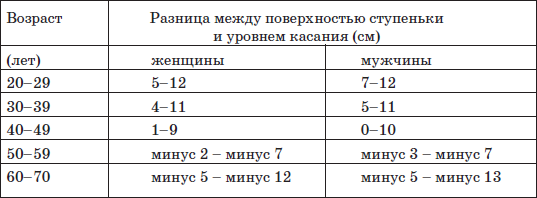 Возраст Разница между поверхностью ступеньки
и уровнем касания (см)
(лет) женщины мужчины
20–29 5–12 7–12
30–39 4–11 5–11
40–49 1–9 0–10
50–59 минус 2 – минус 7 минус 3 – минус 7
60–70 минус 5 – минус 12 минус 5 – минус 13